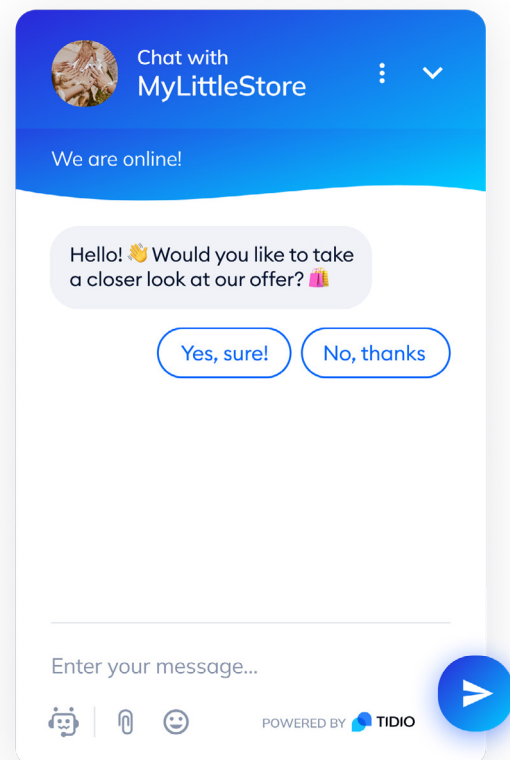 Chat with
MyLittleStore
We are online!
Hello! 👋 Would you like to take
a closer look at our offer? 🛍️
Yes, sure!
No, thanks
Enter your message...
POWERED BY TIDIO